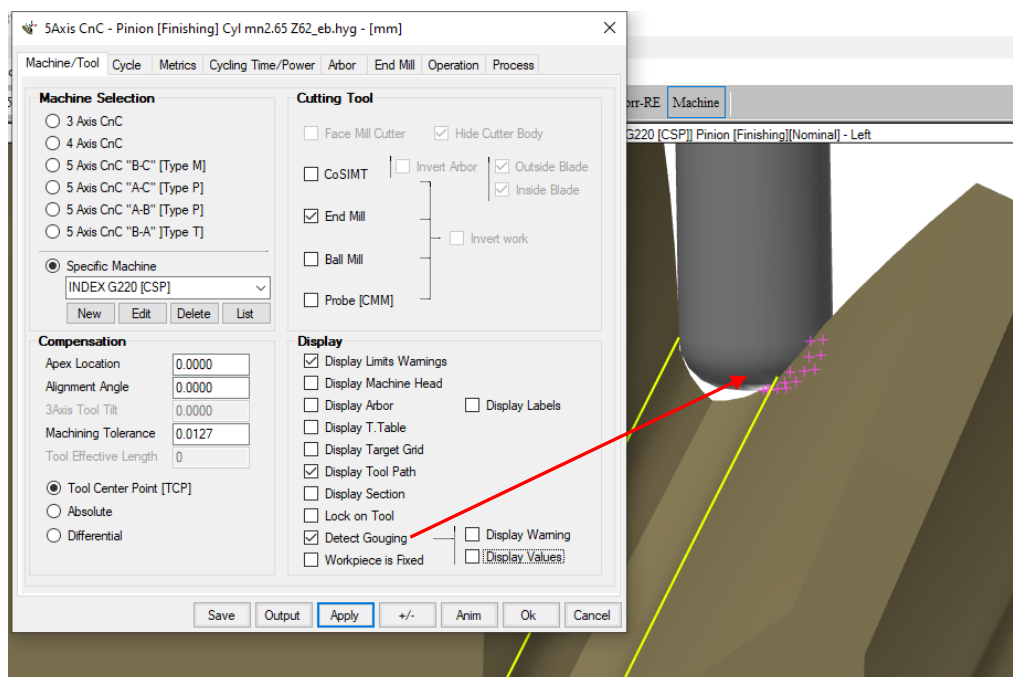 5Axis CnC - Pinion [Finishing] Cyl mn2.65 Z62_eb.hyg - [mm]
Machine/Tool Cycle Metrics Cycling Time/Power Arbor End Mill Operation Process
Machine Selection
3 Axis CnC
4 Axis CnC
5 Axis CnC "B-C" [Type M]
5 Axis CnC "A-C" [Type P]
5 Axis CnC "A-B" [Type P]
5 Axis CnC "B-A" ]Type T]
Specific Machine
INDEX G220 [CSP]
New Edit Delete List
Cutting Tool
Face Mill Cutter Hide Cutter Body
CoSIMT Invert Arbor Outside Blade
Inside Blade
End Mill
Invert work
Ball Mill
Probe [CMM]
Compensation
Apex Location 0.0000
Alignment Angle 0.0000
3Axis Tool Tilt 0.0000
Machining Tolerance 0.0127
Tool Effective Length 0
Tool Center Point [TCP]
Absolute
Differential
Display
Display Limits Warnings
Display Machine Head
Display Arbor Display Labels
Display T.Table
Display Target Grid
Display Tool Path
Display Section
Lock on Tool
Detect Gouging Display Warning
Workpiece is Fixed Display Values
Save Output Apply +/- Anim Ok Cancel
orr-RE Machine
G220 [CSP]] Pinion [Finishing][Nominal] - Left